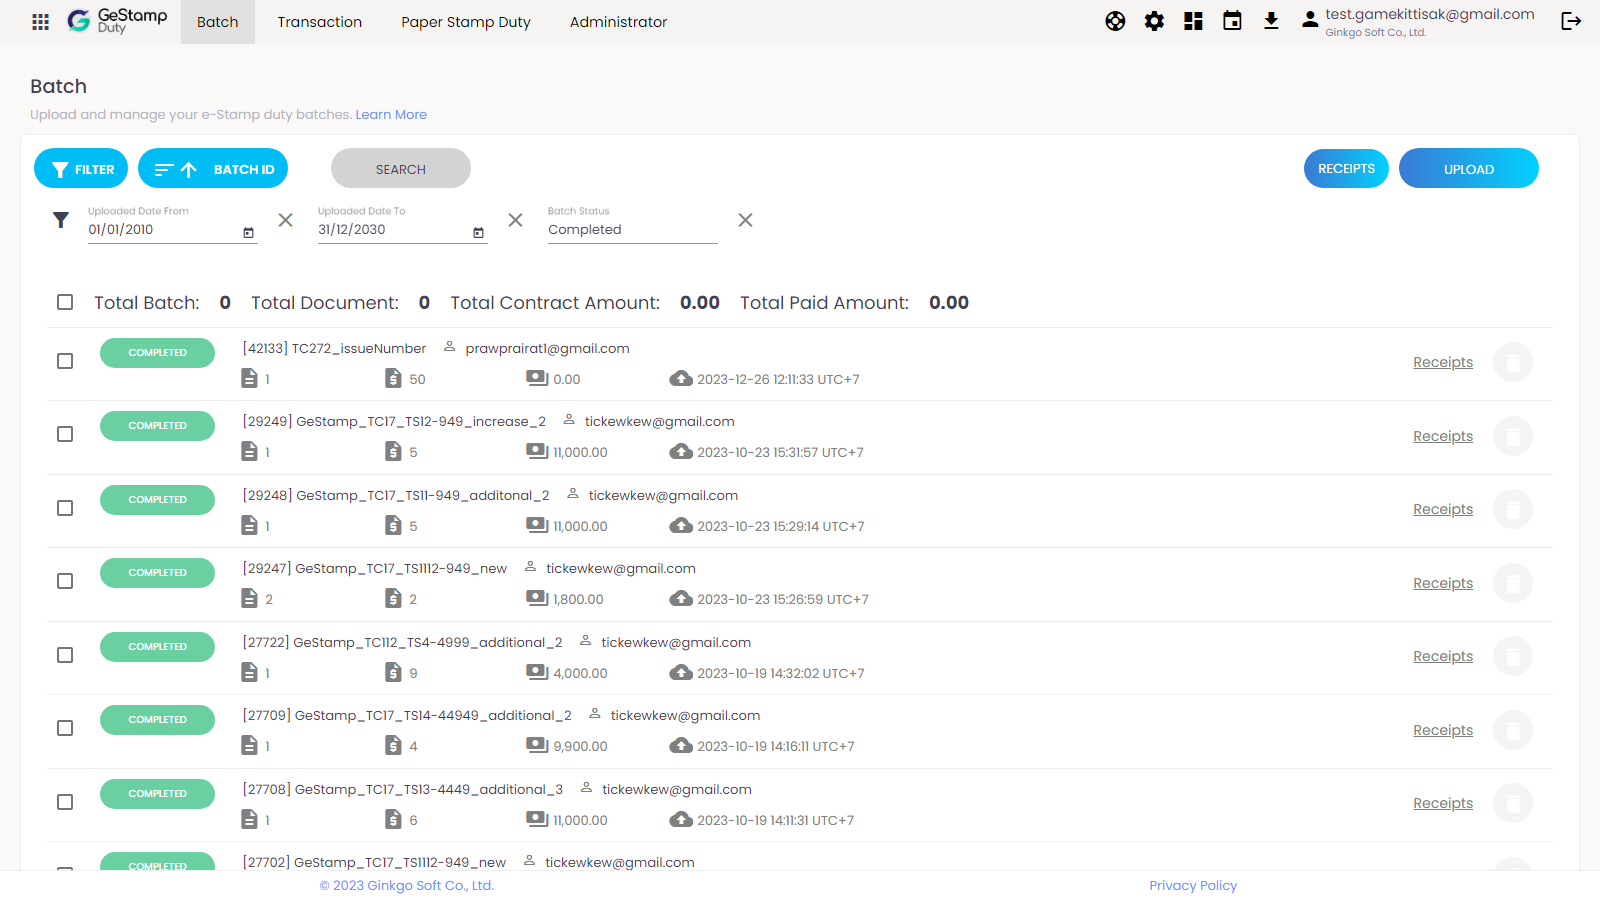 GeStamp Duty
Batch
Transaction
Paper Stamp Duty
Administrator
test.gamekittisak@gmail.com
Ginkgo Soft Co., Ltd.
Batch
Upload and manage your e-Stamp duty batches. Learn More
FILTER
BATCH ID
SEARCH
RECEIPTS
UPLOAD
Uploaded Date From
01/01/2010
Uploaded Date To
31/12/2030
Batch Status
Completed
Total Batch: 0 Total Document: 0 Total Contract Amount: 0.00 Total Paid Amount: 0.00
COMPLETED
[42133] TC272_issueNumber prawprairat1@gmail.com
1 50 0.00 2023-12-26 12:11:33 UTC+7
Receipts
COMPLETED
[29249] GeStamp_TC17_TS12-949_increase_2 tickewkew@gmail.com
1 5 11,000.00 2023-10-23 15:31:57 UTC+7
Receipts
COMPLETED
[29248] GeStamp_TC17_TS11-949_additonal_2 tickewkew@gmail.com
1 5 11,000.00 2023-10-23 15:29:14 UTC+7
Receipts
COMPLETED
[29247] GeStamp_TC17_TS1112-949_new tickewkew@gmail.com
2 2 1,800.00 2023-10-23 15:26:59 UTC+7
Receipts
COMPLETED
[27722] GeStamp_TC112_TS4-4999_additional_2 tickewkew@gmail.com
1 9 4,000.00 2023-10-19 14:32:02 UTC+7
Receipts
COMPLETED
[27709] GeStamp_TC17_TS14-44949_additional_2 tickewkew@gmail.com
1 4 9,900.00 2023-10-19 14:16:11 UTC+7
Receipts
COMPLETED
[27708] GeStamp_TC17_TS13-4449_additional_3 tickewkew@gmail.com
1 6 11,000.00 2023-10-19 14:11:31 UTC+7
Receipts
COMPLETED
[27702] GeStamp_TC17_TS1112-949_new tickewkew@gmail.com
© 2023 Ginkgo Soft Co., Ltd.
Privacy Policy